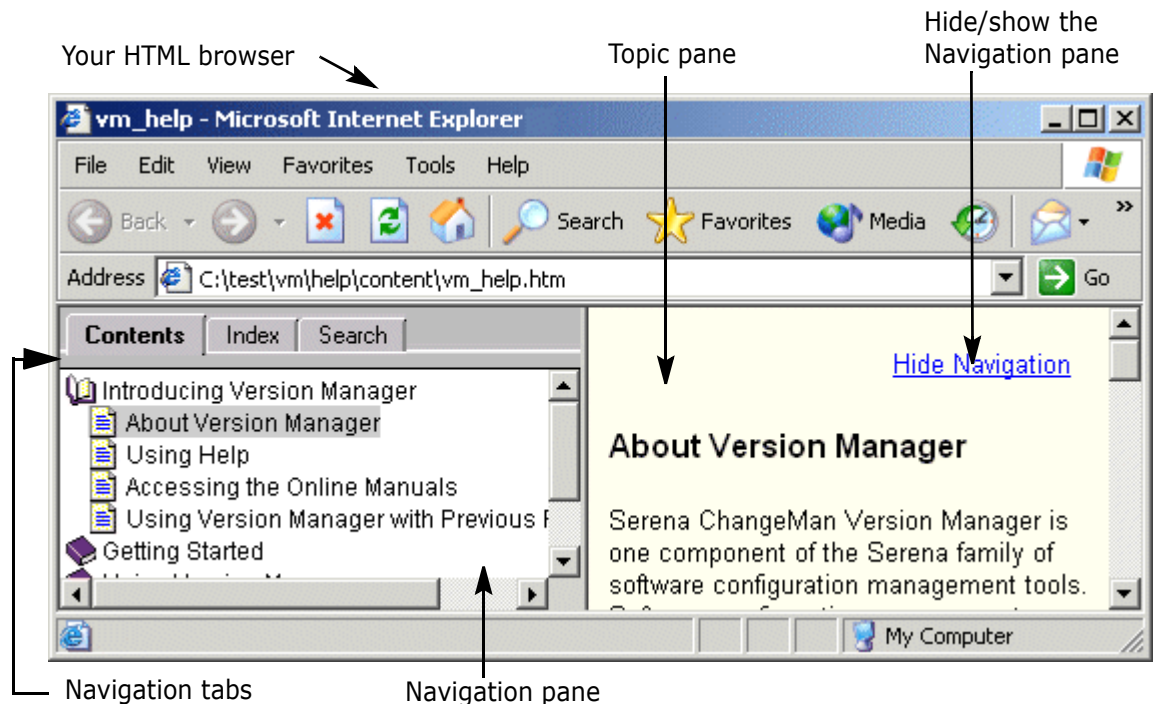 Hide/show the
Navigation pane
Your HTML browser
Topic pane
vm_help - Microsoft Internet Explorer
File Edit View Favorites Tools Help
Back Search Favorites Media »
Address C:\test\vm\help\content\vm_help.htm Go
Contents Index Search
Introducing Version Manager
About Version Manager
Using Help
Accessing the Online Manuals
Using Version Manager with Previous
Getting Started
Hide Navigation
About Version Manager
Serena ChangeMan Version Manager is
one component of the Serena family of
software configuration management tools.
My Computer
Navigation tabs
Navigation pane